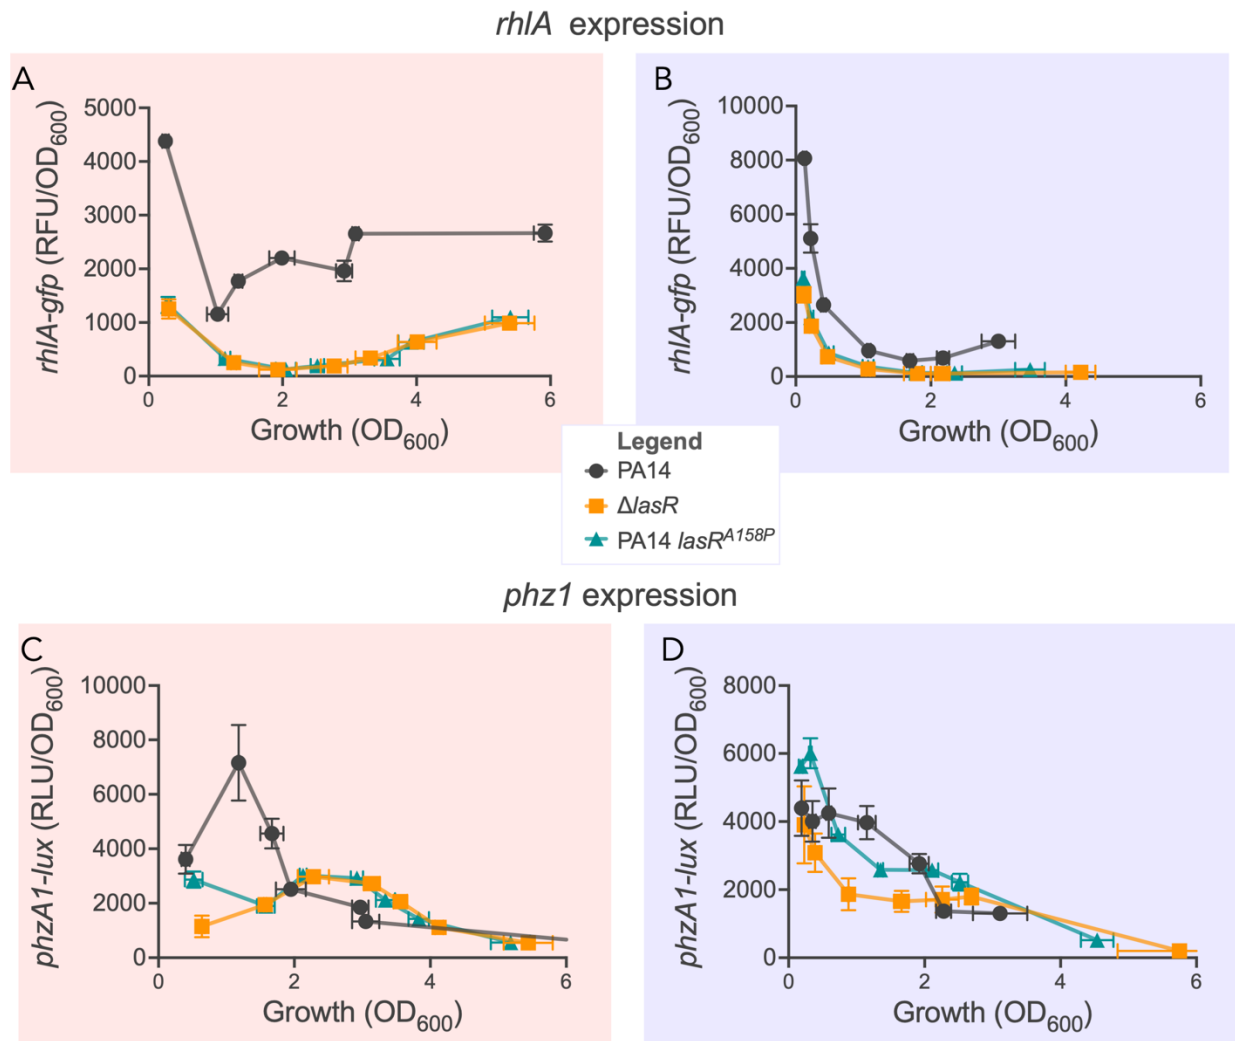 rhlA expression
A
rhlA-gfp (RFU/OD600)
5000
4000
3000
2000
1000
0
0 2 4 6
Growth (OD600)
B
rhlA-gfp (RFU/OD600)
10000
8000
6000
4000
2000
0
0 2 4 6
Growth (OD600)
Legend
PA14
ΔlasR
PA14 lasRA158P
phz1 expression
C
phzA1-lux (RLU/OD600)
10000
8000
6000
4000
2000
0
0 2 4 6
Growth (OD600)
D
phzA1-lux (RLU/OD600)
8000
6000
4000
2000
0
0 2 4 6
Growth (OD600)